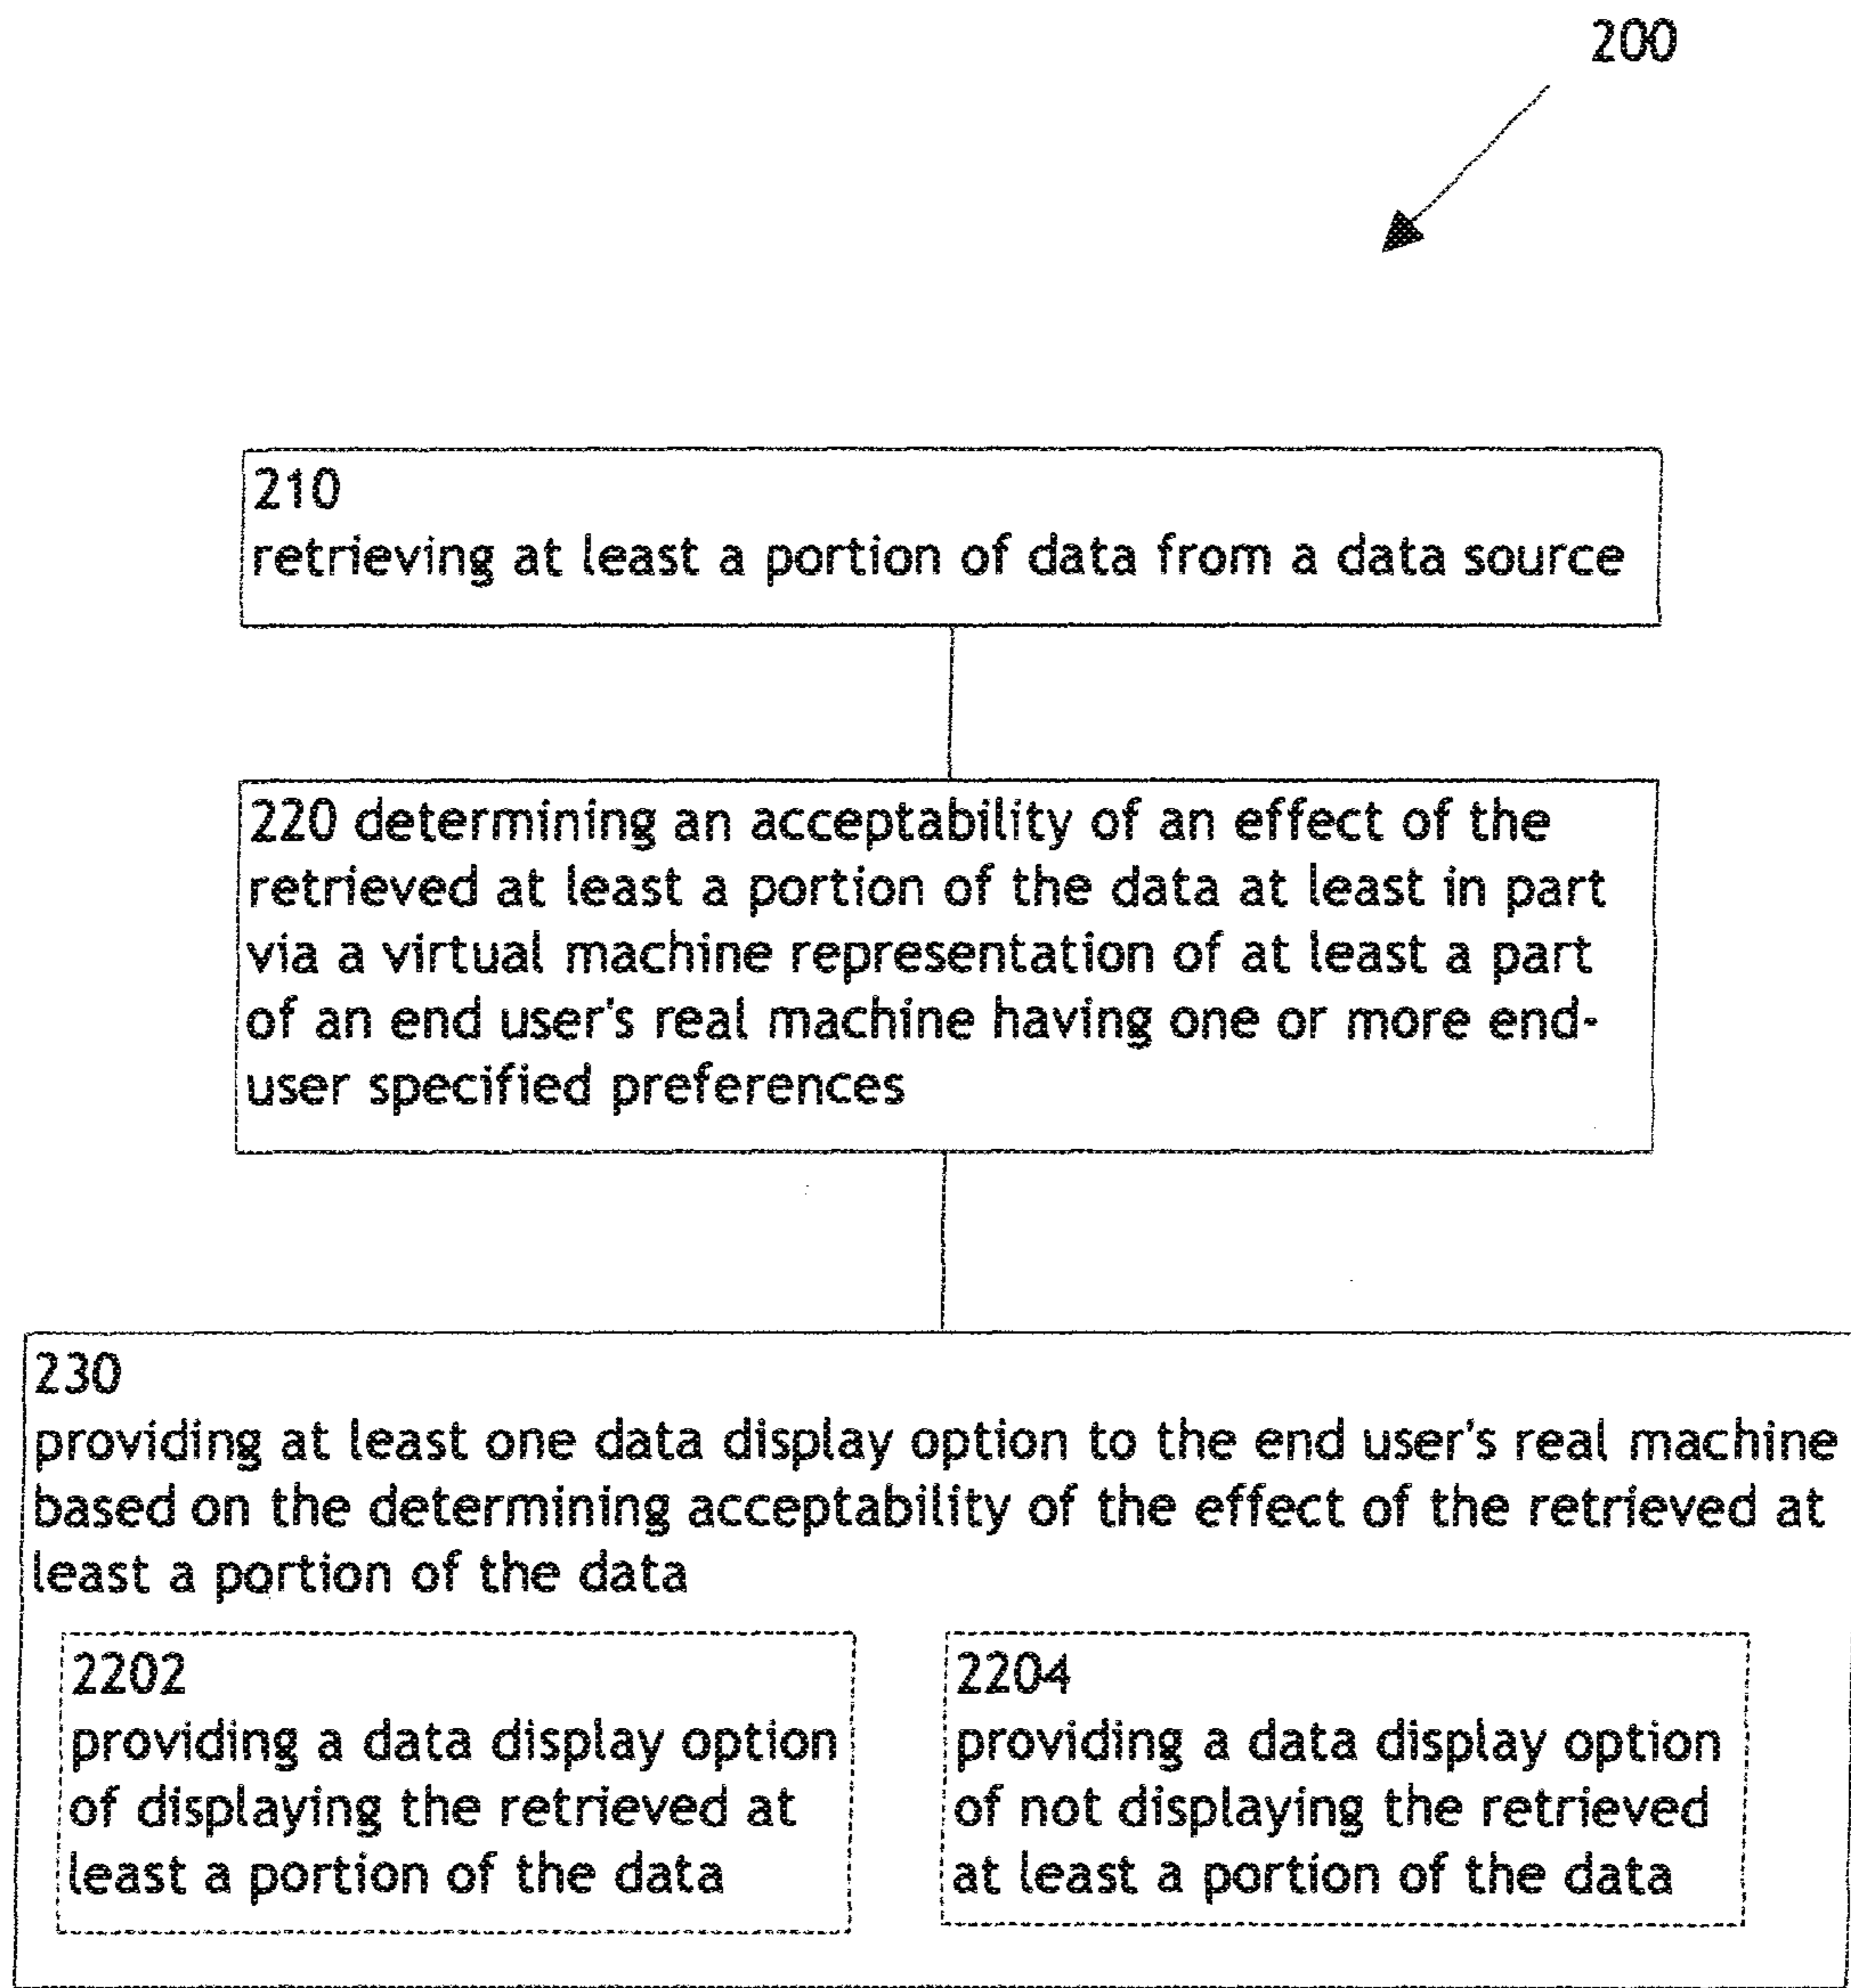 200
210
retrieving at least a portion of data from a data source
220 determining an acceptability of an effect of the
retrieved at least a portion of the data at least in part
via a virtual machine representation of at least a part
of an end user's real machine having one or more end-
user specified preferences
230
providing at least one data display option to the end user's real machine
based on the determining acceptability of the effect of the retrieved at
least a portion of the data
2202
providing a data display option
of displaying the retrieved at
least a portion of the data
2204
providing a data display option
of not displaying the retrieved
at least a portion of the data